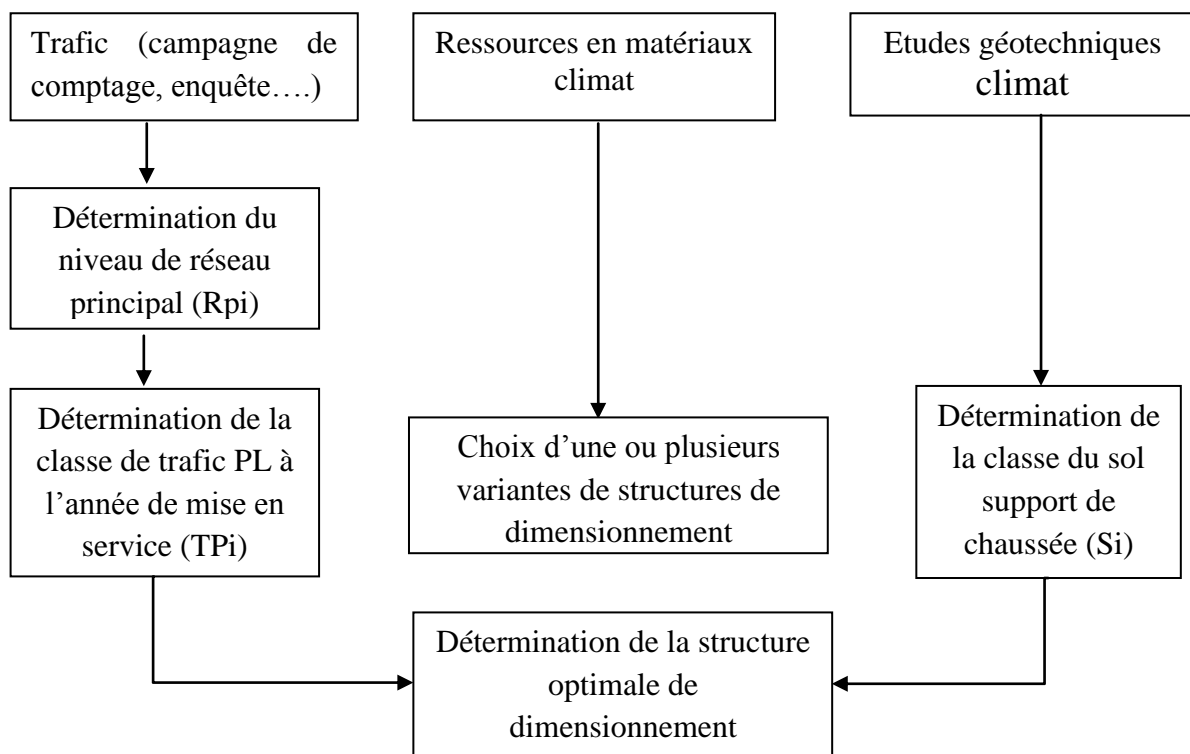 Trafic (campagne de
comptage, enquête….)
Ressources en matériaux
climat
Etudes géotechniques
climat
Détermination du
niveau de réseau
principal (Rpi)
Détermination de la
classe de trafic PL à
l’année de mise en
service (TPi)
Choix d’une ou plusieurs
variantes de structures de
dimensionnement
Détermination de
la classe du sol
support de
chaussée (Si)
Détermination de la structure
optimale de
dimensionnement